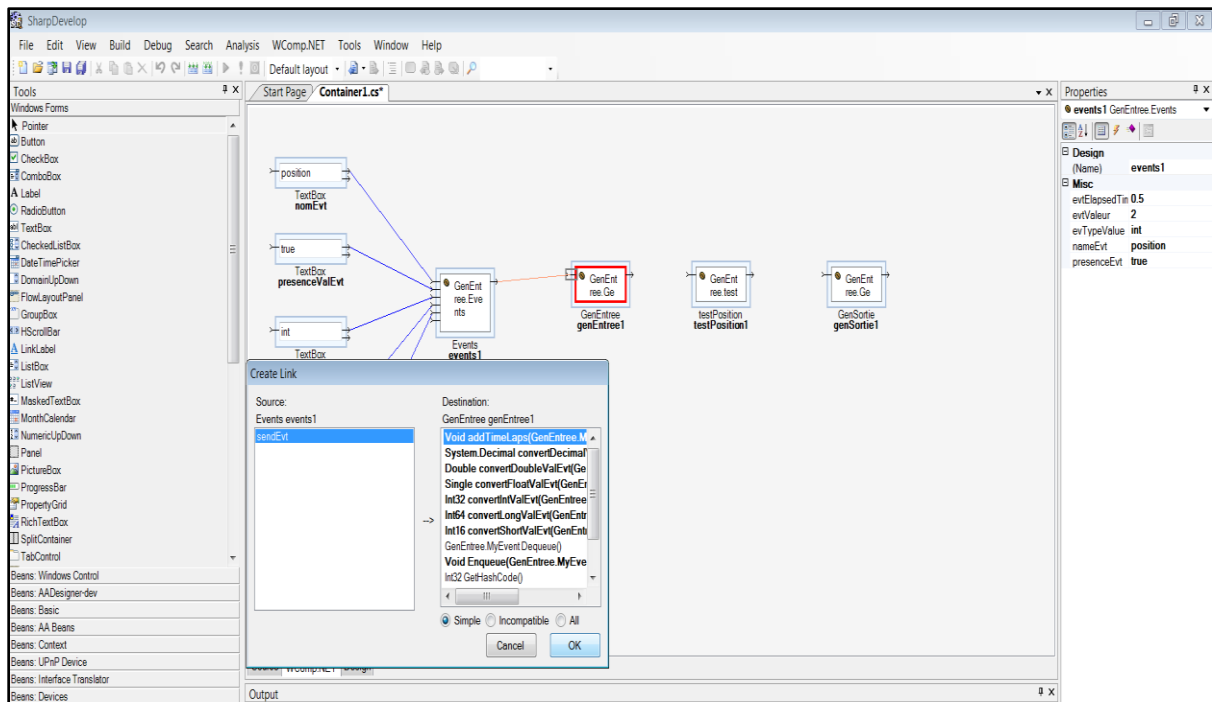 SharpDevelop
File Edit View Build Debug Search Analysis WComp.NET Tools Window Help
Default layout
Tools
Windows Forms
Pointer
Button
CheckBox
ComboBox
A Label
RadioButton
TextBox
CheckedListBox
DateTimePicker
DomainUpDown
FlowLayoutPanel
GroupBox
HScrollBar
A LinkLabel
ListBox
ListView
MaskedTextBox
MonthCalendar
NumericUpDown
Panel
PictureBox
ProgressBar
PropertyGrid
RichTextBox
SplitContainer
TabControl
Beans: Windows Control
Beans: AADesigner-dev
Beans: Basic
Beans: AA Beans
Beans: Context
Beans: UPnP Device
Beans: Interface Translator
Beans: Devices
Start Page Container1.cs*
position
TextBox
nomEvt
true
TextBox
presenceValEvt
int
TextBox
GenEnt
ree.Eve
nts
Events
events1
GenEnt
ree.Ge
GenEntree
genEntree1
GenEnt
ree.test
testPosition
testPosition1
GenEnt
ree.Ge
GenSortie
genSortie1
Create Link
Source:
Events events1
sendEvt
-->
Destination:
GenEntree genEntree1
Void addTimeLaps(GenEntree.M
System.Decimal convertDecimal
Double convertDoubleValEvt(Ge
Single convertFloatValEvt(GenEr
Int32 convertIntValEvt(GenEntree
Int64 convertLongValEvt(GenEntr
Int16 convertShortValEvt(GenEntr
GenEntree.MyEvent Dequeue()
Void Enqueue(GenEntree.MyEve
Int32 GetHashCode()
Simple Incompatible All
Cancel OK
Source WComp.NET Design
Output
Properties
events1 GenEntree.Events
Design
(Name) events1
Misc
evtElapsedTim 0.5
evtValeur 2
evTypeValue int
nameEvt position
presenceEvt true